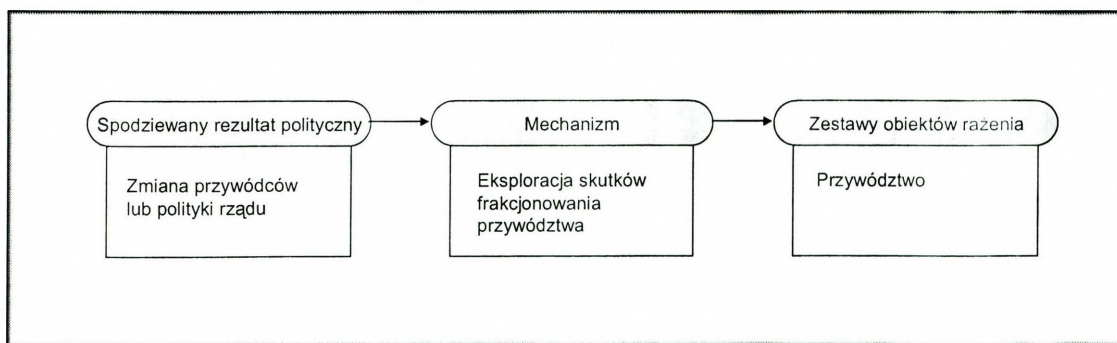 Spodziewany rezultat polityczny
Zmiana przywódców
lub polityki rządu
Mechanizm
Eksploracja skutków
frakcjonowania
przywództwa
Zestawy obiektów rażenia
Przywództwo